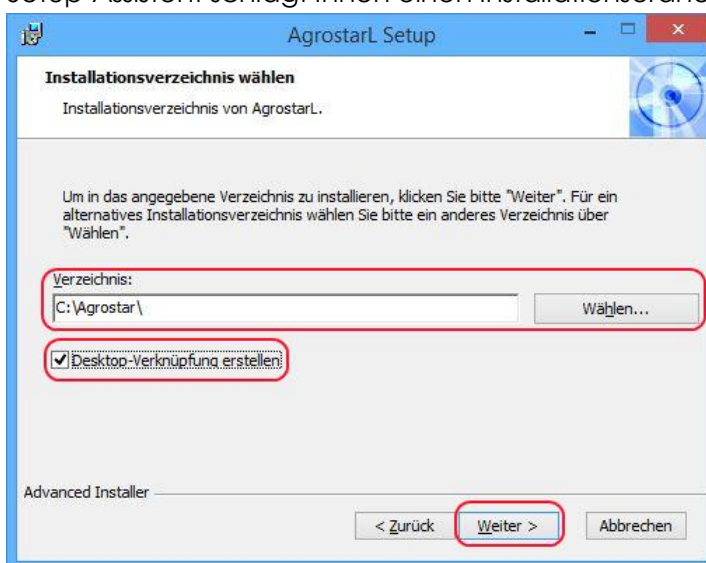 AgrostarL Setup
Installationsverzeichnis wählen
Installationsverzeichnis von AgrostarL.
Um in das angegebene Verzeichnis zu installieren, klicken Sie bitte "Weiter". Für ein
alternatives Installationsverzeichnis wählen Sie bitte ein anderes Verzeichnis über
"Wählen".
Verzeichnis:
C:\Agrostar\
Wählen...
Desktop-Verknüpfung erstellen
Advanced Installer
< Zurück Weiter > Abbrechen